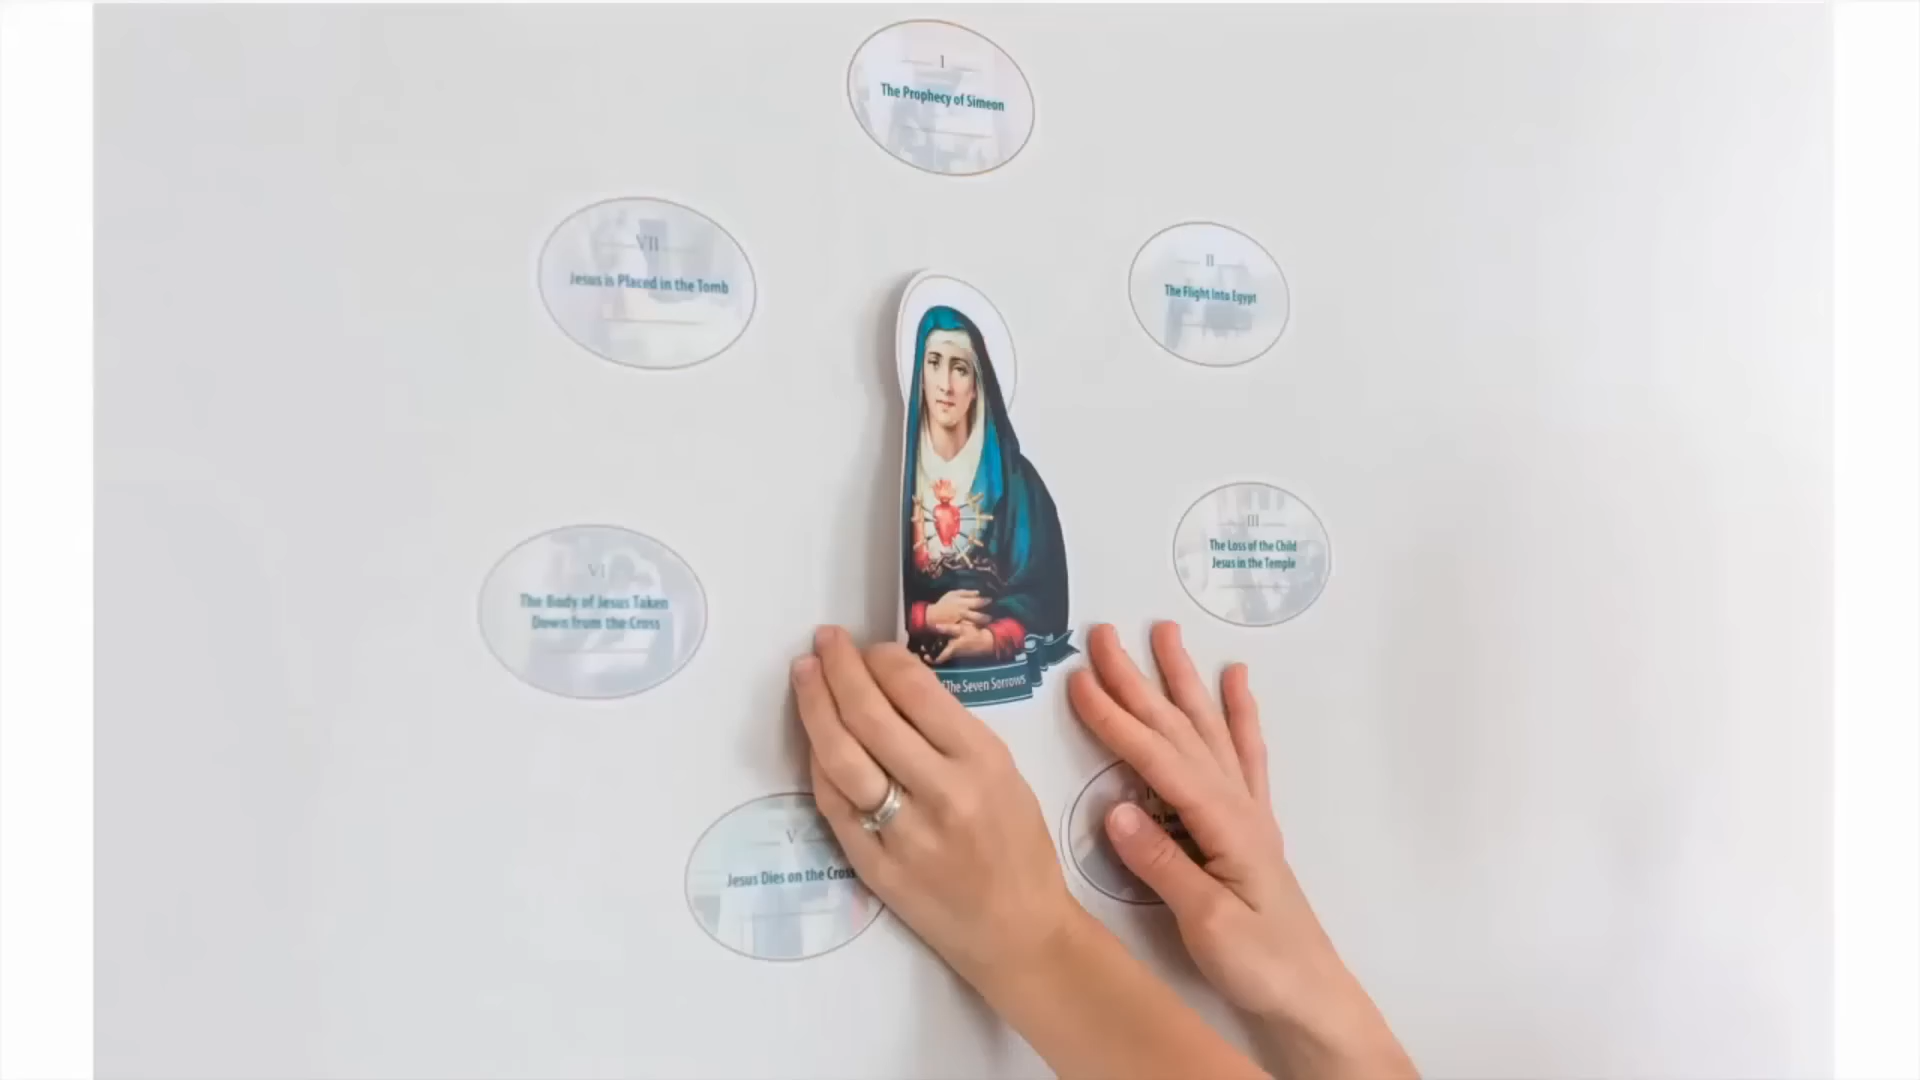 I
The Prophecy of Simeon
II
The Flight Into Egypt
III
The Loss of the Child
Jesus in the Temple
V
Jesus Dies on the Cross
VI
The Body of Jesus Taken
Down from the Cross
VII
Jesus is Placed in the Tomb
The Seven Sorrows